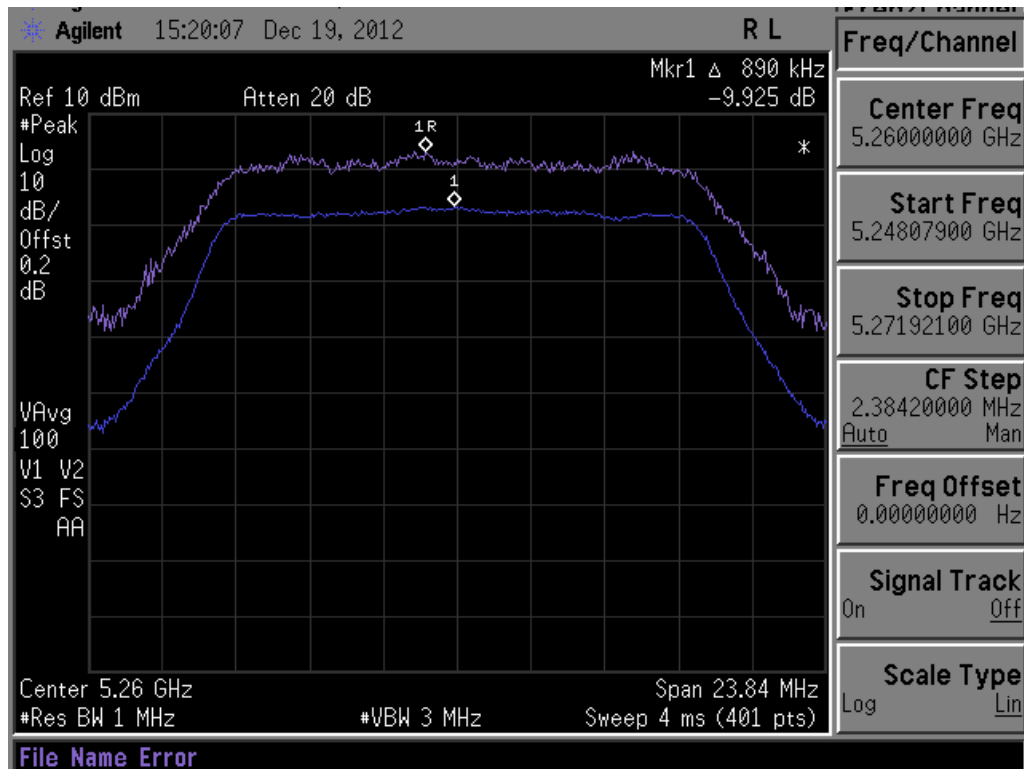 Agilent 15:20:07 Dec 19, 2012 R L
Mkr1 Δ 890 kHz
Ref 10 dBm Atten 20 dB -9.925 dB
#Peak
Log
10
dB/
Offst
0.2
dB
VAvg
100
V1 V2
S3 FS
AA
1R
1
*
Center 5.26 GHz Span 23.84 MHz
#Res BW 1 MHz #VBW 3 MHz Sweep 4 ms (401 pts)
File Name Error
Freq/Channel
Center Freq
5.26000000 GHz
Start Freq
5.24807900 GHz
Stop Freq
5.27192100 GHz
CF Step
2.38420000 MHz
Auto Man
Freq Offset
0.00000000 Hz
Signal Track
On Off
Scale Type
Log Lin